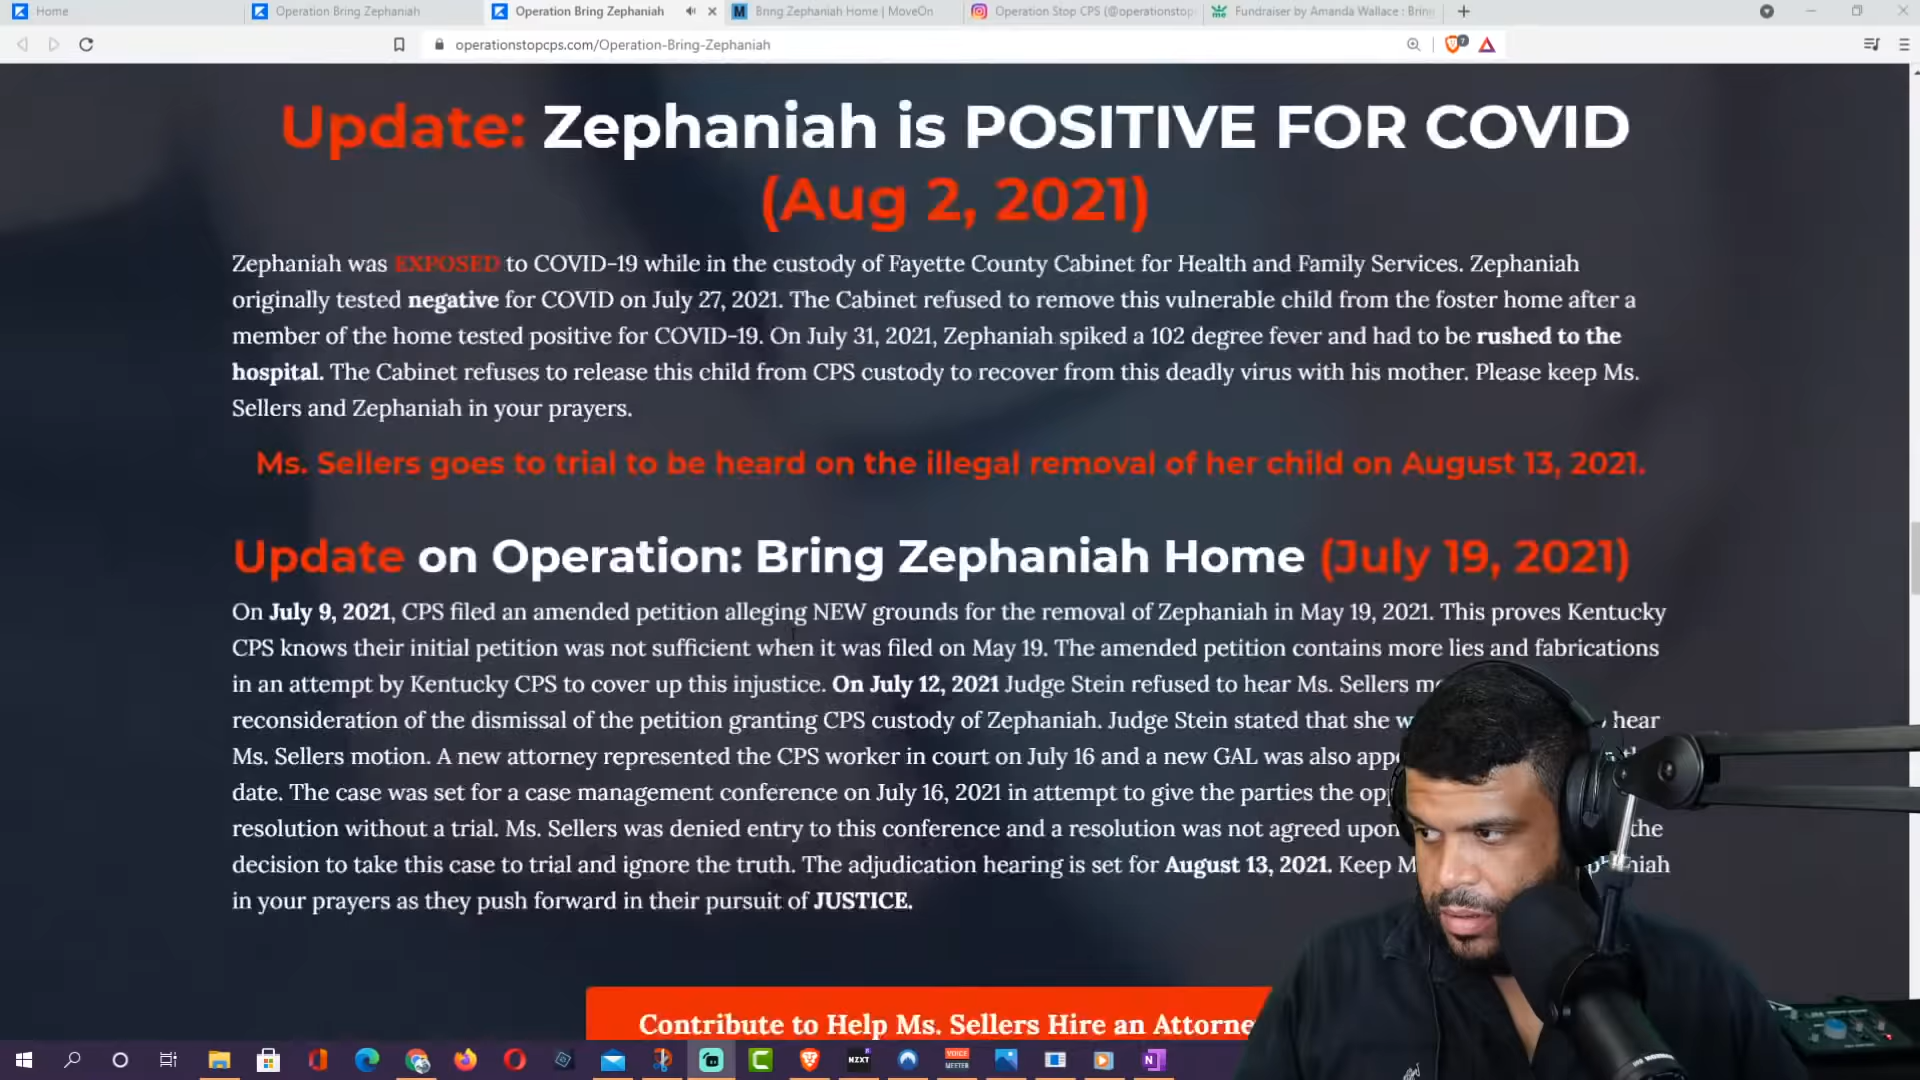 Home
Operation Bring Zephaniah
Operation Bring Zephaniah
Bring Zephaniah Home | MoveOn
Operation Stop CPS (@operationstop
Fundraiser by Amanda Wallace : Brin
operationstopcps.com/Operation-Bring-Zephaniah
7
Update: Zephaniah is POSITIVE FOR COVID
(Aug 2, 2021)
Zephaniah was EXPOSED to COVID-19 while in the custody of Fayette County Cabinet for Health and Family Services. Zephaniah
originally tested negative for COVID on July 27, 2021. The Cabinet refused to remove this vulnerable child from the foster home after a
member of the home tested positive for COVID-19. On July 31, 2021, Zephaniah spiked a 102 degree fever and had to be rushed to the
hospital. The Cabinet refuses to release this child from CPS custody to recover from this deadly virus with his mother. Please keep Ms.
Sellers and Zephaniah in your prayers.
Ms. Sellers goes to trial to be heard on the illegal removal of her child on August 13, 2021.
Update on Operation: Bring Zephaniah Home (July 19, 2021)
On July 9, 2021, CPS filed an amended petition alleging NEW grounds for the removal of Zephaniah in May 19, 2021. This proves Kentucky
CPS knows their initial petition was not sufficient when it was filed on May 19. The amended petition contains more lies and fabrications
in an attempt by Kentucky CPS to cover up this injustice. On July 12, 2021 Judge Stein refused to hear Ms. Sellers
reconsideration of the dismissal of the petition granting CPS custody of Zephaniah. Judge Stein stated that she hear
Ms. Sellers motion. A new attorney represented the CPS worker in court on July 16 and a new GAL was also
date. The case was set for a case management conference on July 16, 2021 in attempt to give the parties the
resolution without a trial. Ms. Sellers was denied entry to this conference and a resolution was not agreed upon the
decision to take this case to trial and ignore the truth. The adjudication hearing is set for August 13, 2021. Keep
in your prayers as they push forward in their pursuit of JUSTICE.
Contribute to Help Ms. Sellers Hire an
NZXT
VOICE
MEETER